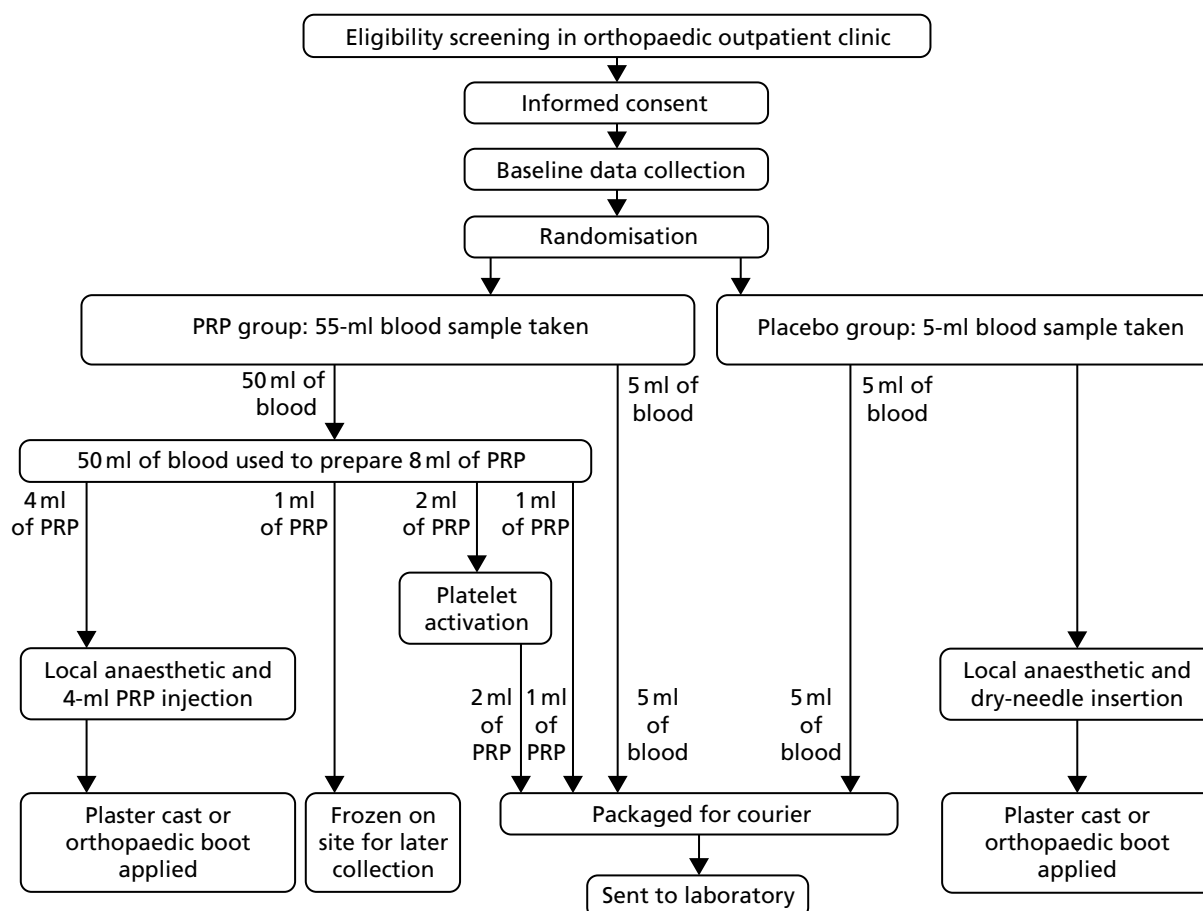 Eligibility screening in orthopaedic outpatient clinic
Informed consent
Baseline data collection
Randomisation
PRP group: 55-ml blood sample taken
Placebo group: 5-ml blood sample taken
50 ml of
blood
5 ml of
blood
5 ml of
blood
50 ml of blood used to prepare 8 ml of PRP
4 ml
of PRP
1 ml
of PRP
2 ml
of PRP
1 ml
of PRP
Platelet
activation
Local anaesthetic and
4-ml PRP injection
2 ml
of
PRP
1 ml
of
PRP
5 ml
of
blood
5 ml
of
blood
Local anaesthetic and
dry-needle insertion
Plaster cast or
orthopaedic boot
applied
Frozen on
site for later
collection
Packaged for courier
Plaster cast or
orthopaedic boot
applied
Sent to laboratory